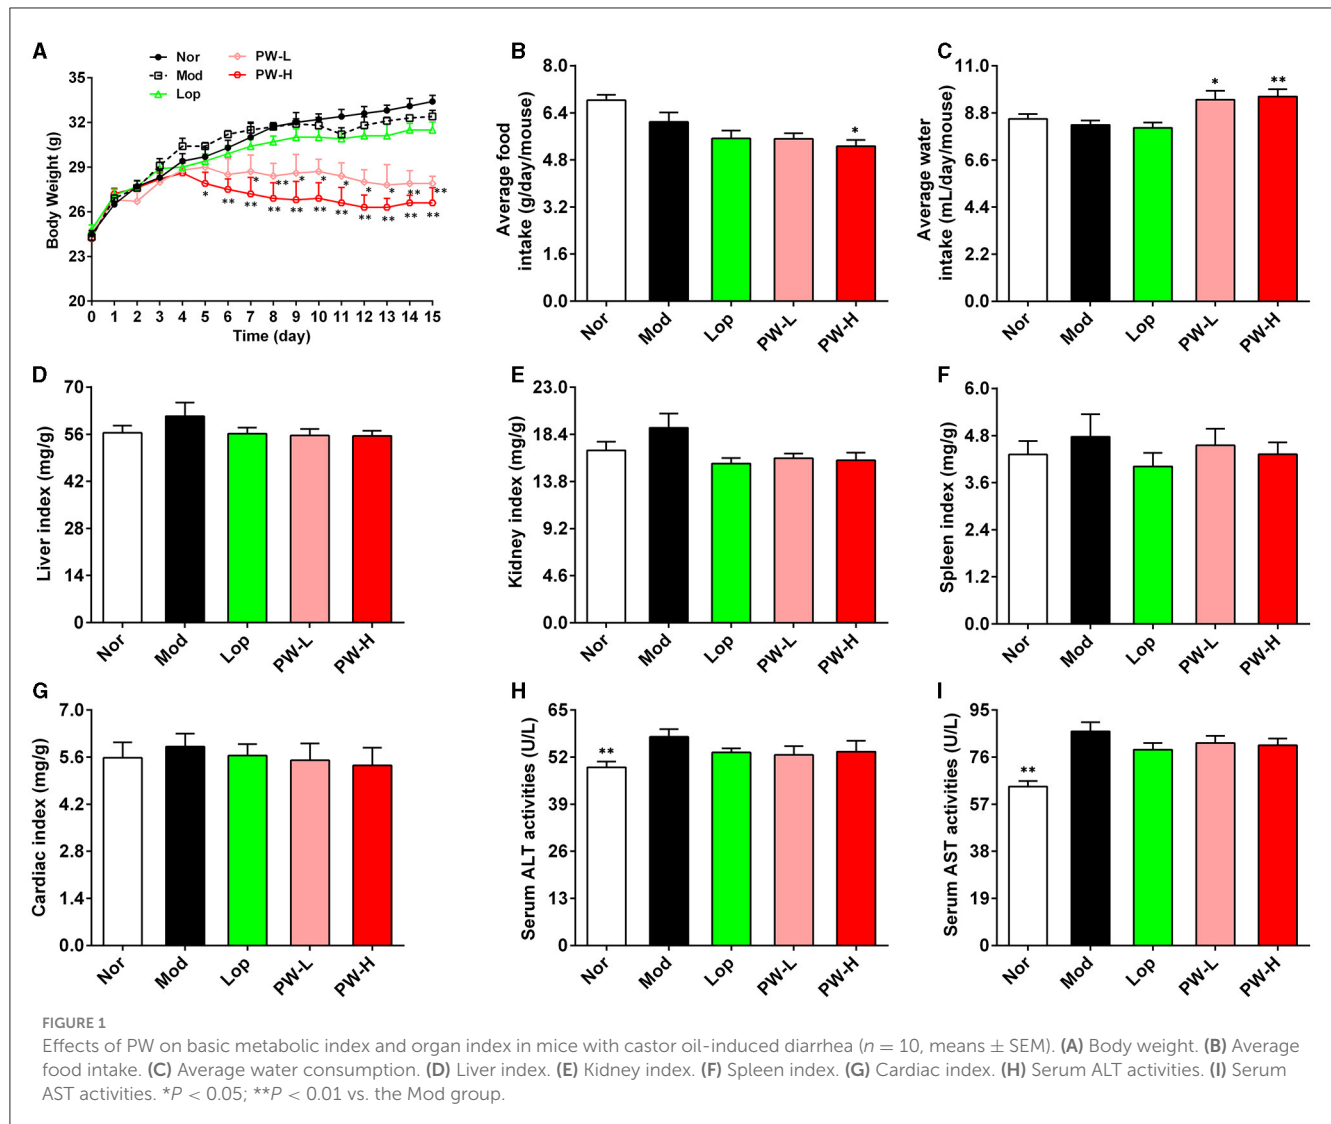 A
Nor
Mod
Lop
PW-L
PW-H
Body Weight (g)
35
32
29
26
23
20
* ** * * * * * ** **
* ** ** ** ** ** ** ** ** ** **
0 1 2 3 4 5 6 7 8 9 10 11 12 13 14 15
Time (day)
B
Average food
intake (g/day/mouse)
8.0
6.4
4.8
3.2
1.6
0.0
*
Nor Mod Lop PW-L PW-H
C
Average water
intake (mL/day/mouse)
11.0
8.8
6.6
4.4
2.2
0.0
* **
Nor Mod Lop PW-L PW-H
D
Liver index (mg/g)
70
56
42
28
14
0
Nor Mod Lop PW-L PW-H
E
Kidney index (mg/g)
23.0
18.4
13.8
9.2
4.6
0.0
Nor Mod Lop PW-L PW-H
F
Spleen index (mg/g)
6.0
4.8
3.6
2.4
1.2
0.0
Nor Mod Lop PW-L PW-H
G
Cardiac index (mg/g)
7.0
5.6
4.2
2.8
1.4
0.0
Nor Mod Lop PW-L PW-H
H
Serum ALT activities (U/L)
65
52
39
26
13
0
**
Nor Mod Lop PW-L PW-H
I
Serum AST activities (U/L)
95
76
57
38
19
0
**
Nor Mod Lop PW-L PW-H
FIGURE 1
Effects of PW on basic metabolic index and organ index in mice with castor oil-induced diarrhea (n = 10, means ± SEM). (A) Body weight. (B) Average
food intake. (C) Average water consumption. (D) Liver index. (E) Kidney index. (F) Spleen index. (G) Cardiac index. (H) Serum ALT activities. (I) Serum
AST activities. *P < 0.05; **P < 0.01 vs. the Mod group.